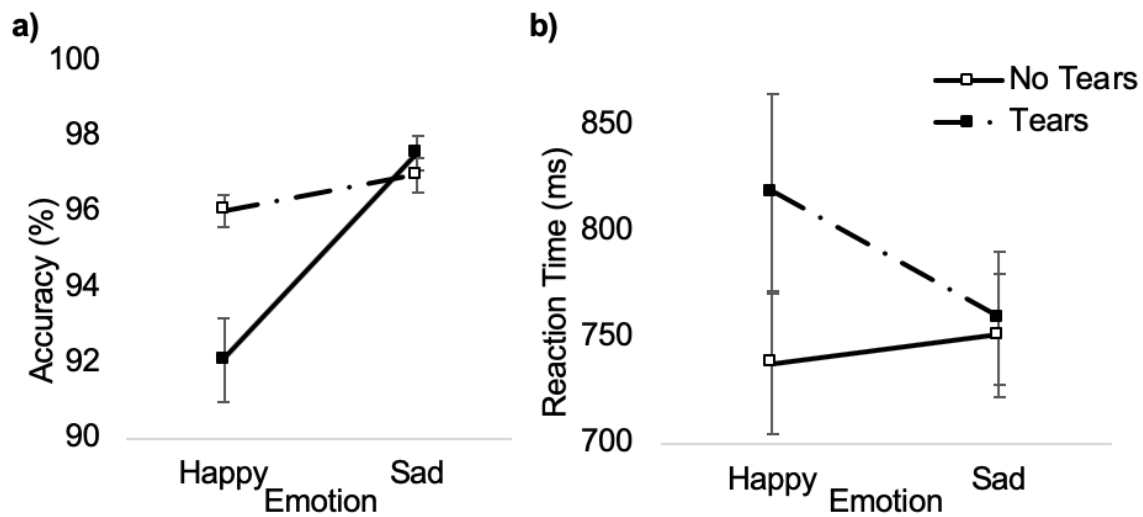 a)
100
98
96
94
92
90
Accuracy (%)
Happy
Sad
Emotion
b)
No Tears
Tears
850
800
750
700
Reaction Time (ms)
Happy
Sad
Emotion